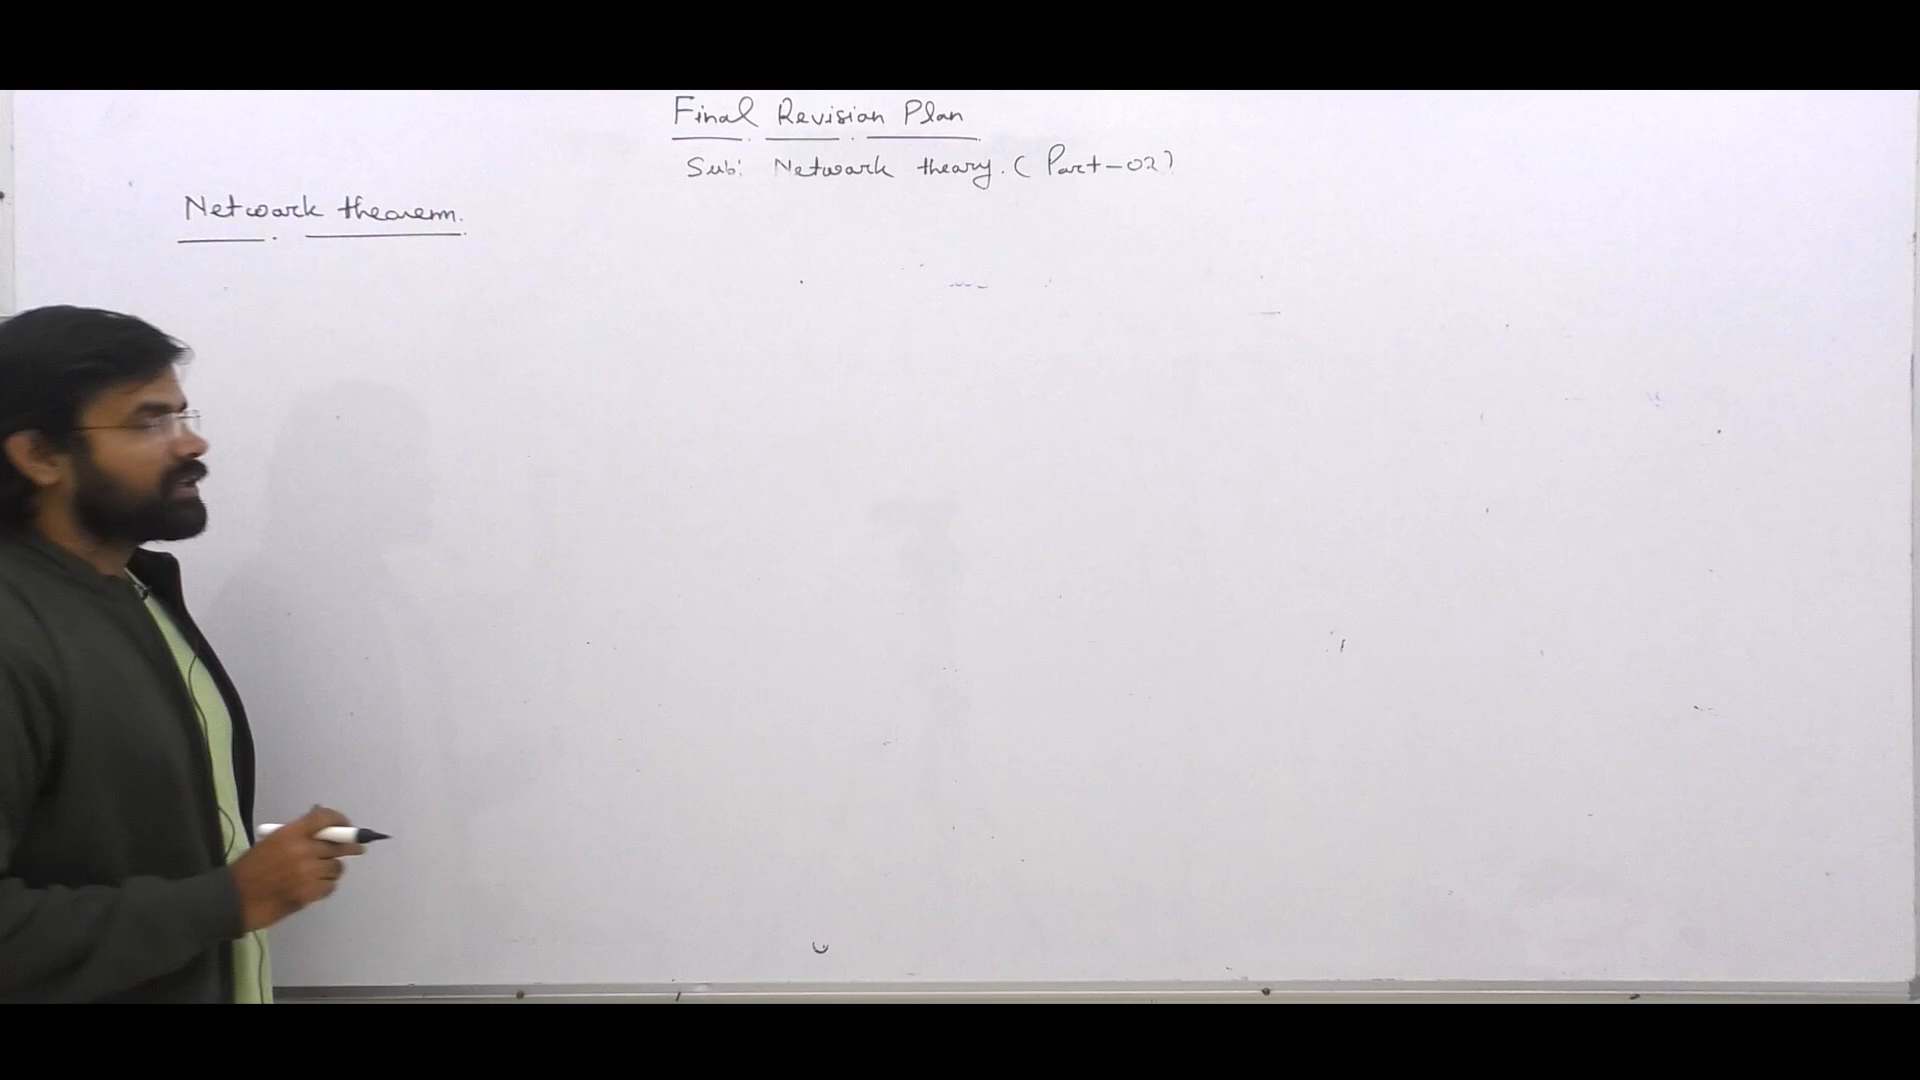 Final Revision Plan
Sub: Network theory. (Part-02)
Network theorem.